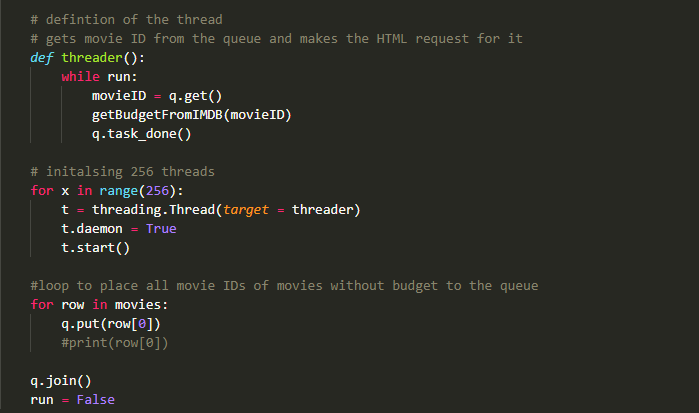 # defintion of the thread
# gets movie ID from the queue and makes the HTML request for it
def threader():
    while run:
        movieID = q.get()
        getBudgetFromIMDB(movieID)
        q.task_done()

# initalsing 256 threads
for x in range(256):
    t = threading.Thread(target = threader)
    t.daemon = True
    t.start()

#loop to place all movie IDs of movies without budget to the queue
for row in movies:
    q.put(row[0])
    #print(row[0])

q.join()
run = False